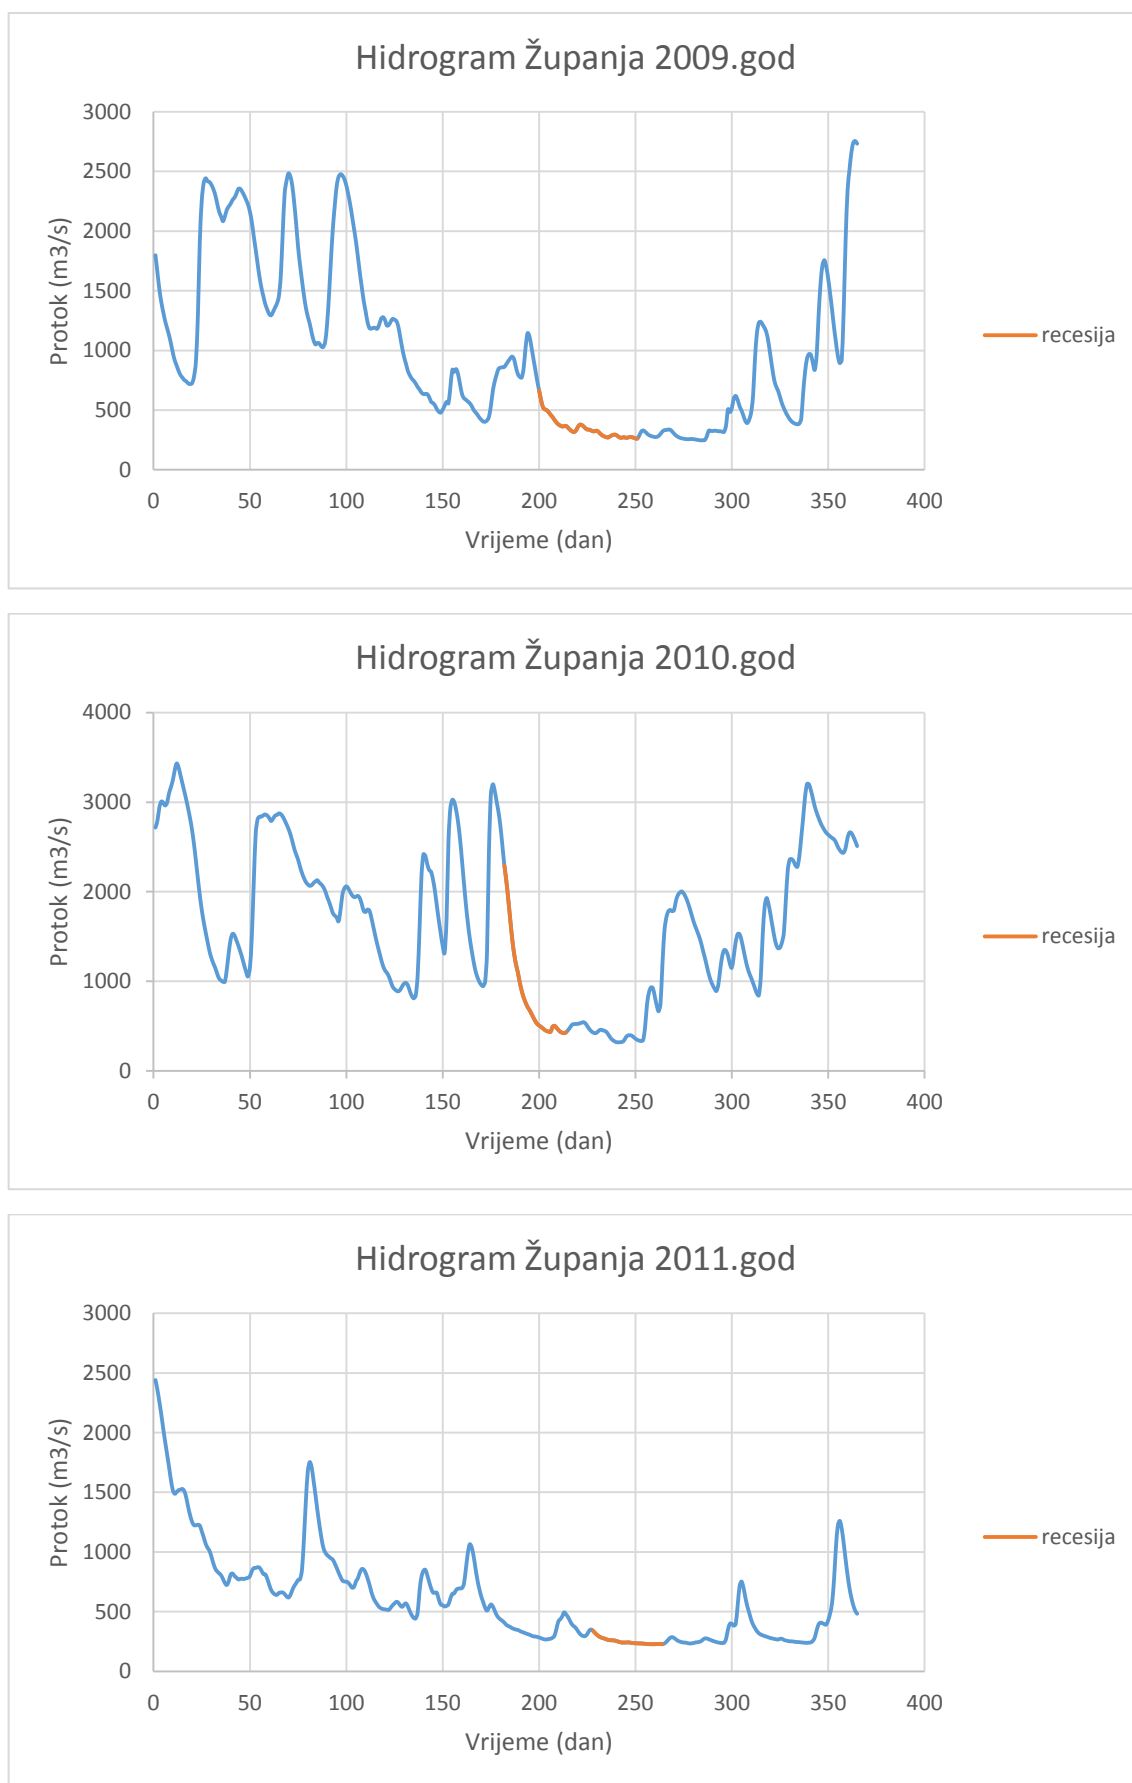 Hidrogram Županja 2009.god
3000
2500
2000
1500
1000
500
0
Protok (m3/s)
0 50 100 150 200 250 300 350 400
Vrijeme (dan)
recesija
Hidrogram Županja 2010.god
4000
3000
2000
1000
0
Protok (m3/s)
0 50 100 150 200 250 300 350 400
Vrijeme (dan)
recesija
Hidrogram Županja 2011.god
3000
2500
2000
1500
1000
500
0
Protok (m3/s)
0 50 100 150 200 250 300 350 400
Vrijeme (dan)
recesija